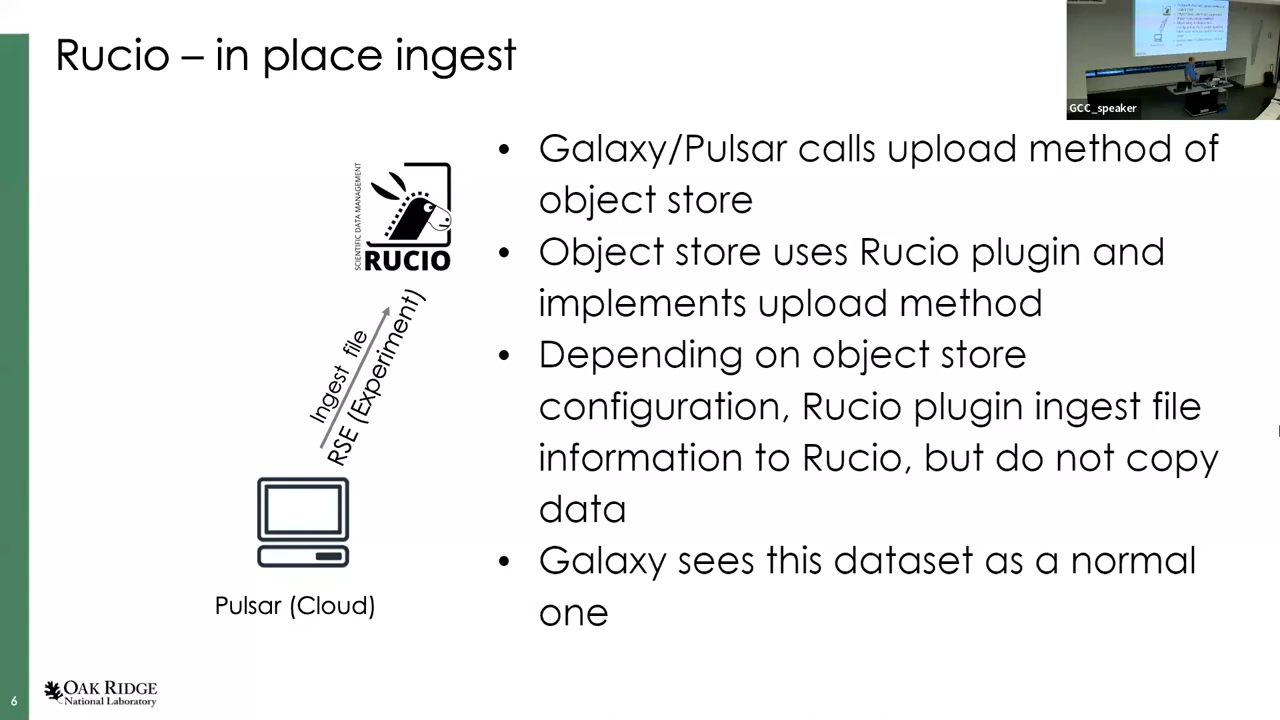 Rucio – in place ingest
GCC_speaker
SCIENTIFIC DATA MANAGEMENT
RUCIO
Ingest file
RSE (Experiment)
Pulsar (Cloud)
• Galaxy/Pulsar calls upload method of
object store
• Object store uses Rucio plugin and
implements upload method
• Depending on object store
configuration, Rucio plugin ingest file
information to Rucio, but do not copy
data
• Galaxy sees this dataset as a normal
one
6
OAK RIDGE
National Laboratory